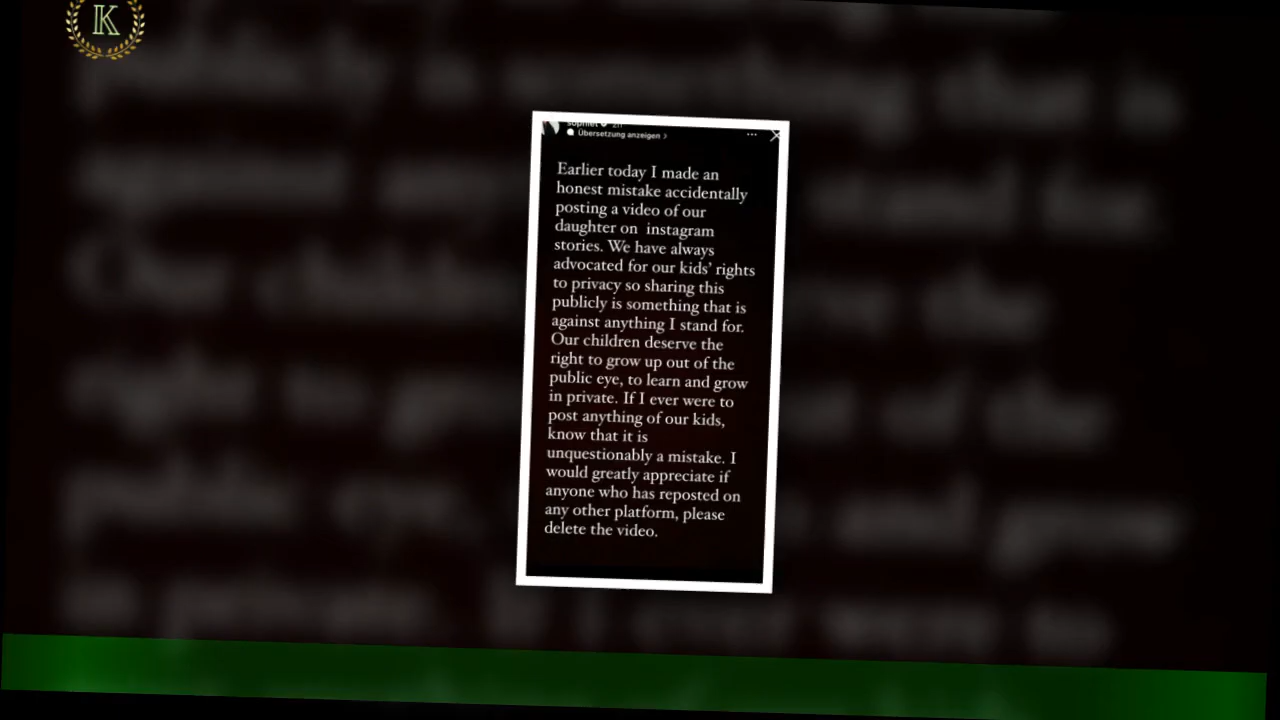 K
Übersetzung anzeigen >
Earlier today I made an
honest mistake accidentally
posting a video of our
daughter on instagram
stories. We have always
advocated for our kids' rights
to privacy so sharing this
publicly is something that is
against anything I stand for.
Our children deserve the
right to grow up out of the
public eye, to learn and grow
in private. If I ever were to
post anything of our kids,
know that it is
unquestionably a mistake. I
would greatly appreciate if
anyone who has reposted on
any other platform, please
delete the video.